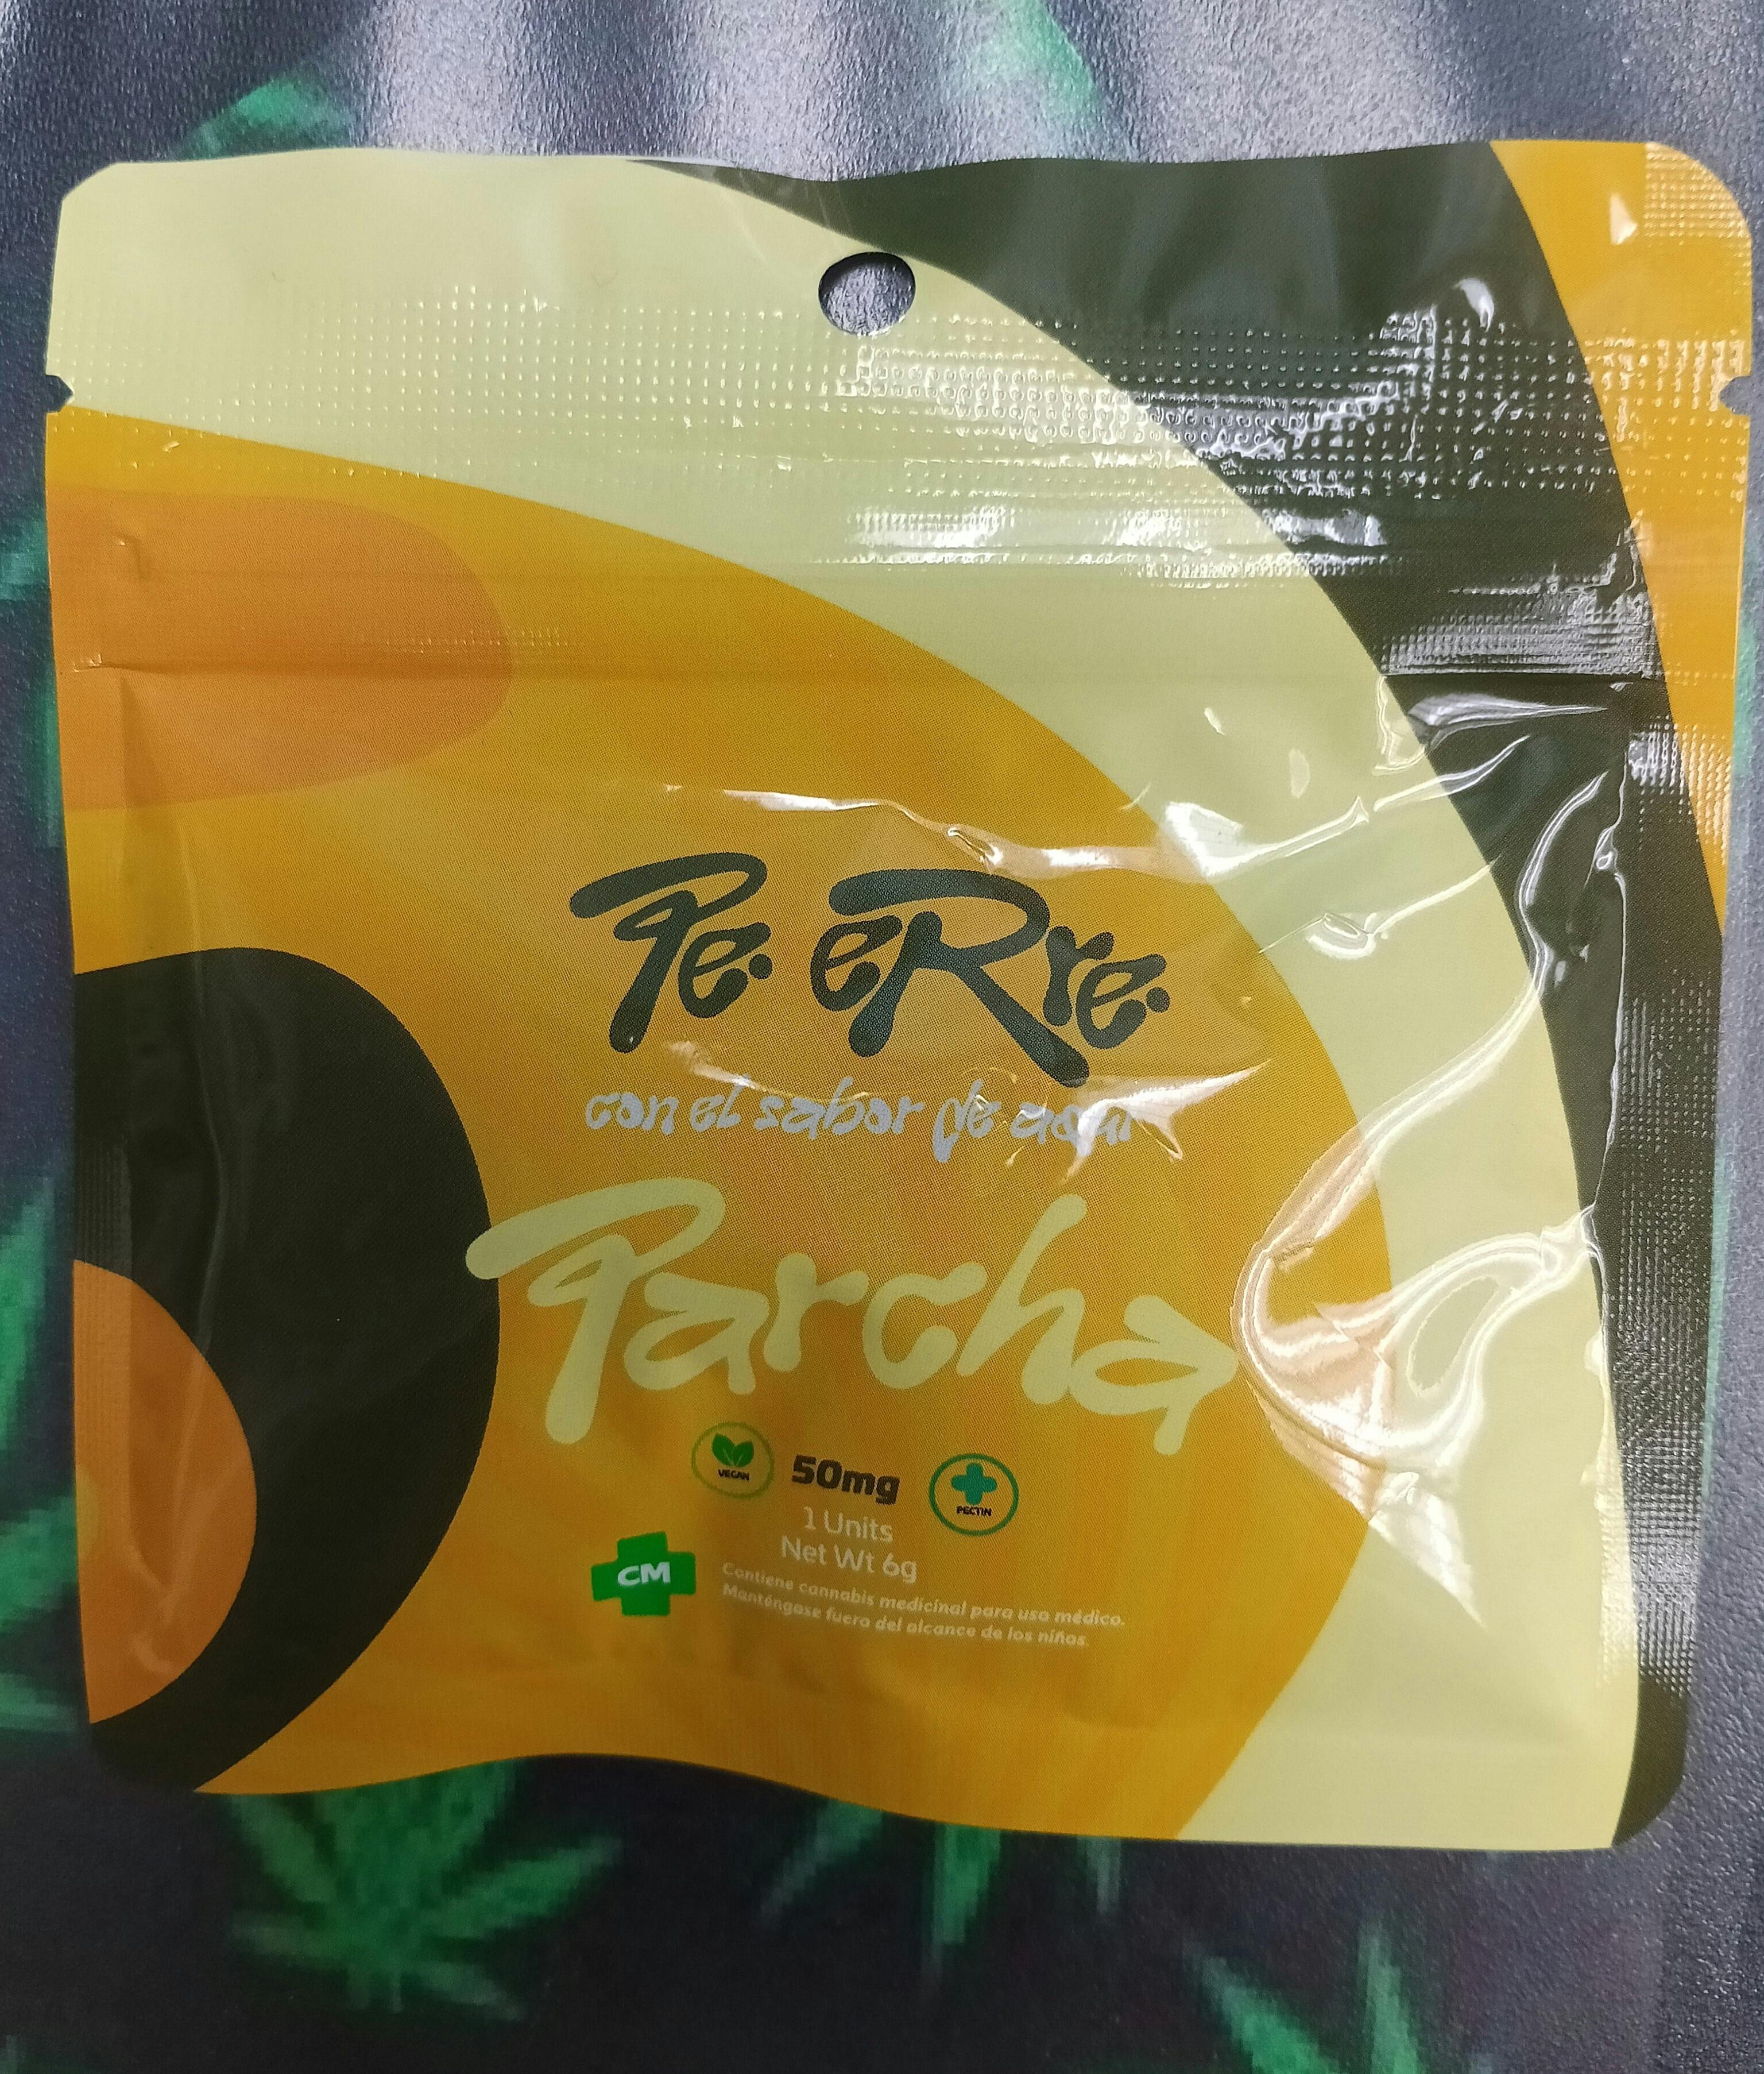 Pe. eRre.
con el sabor de aquí
Parcha
VEGAN
50mg
PECTIN
1 Units
Net Wt 6g
CM
Contiene cannabis medicinal para uso médico.
Manténgase fuera del alcance de los niños.